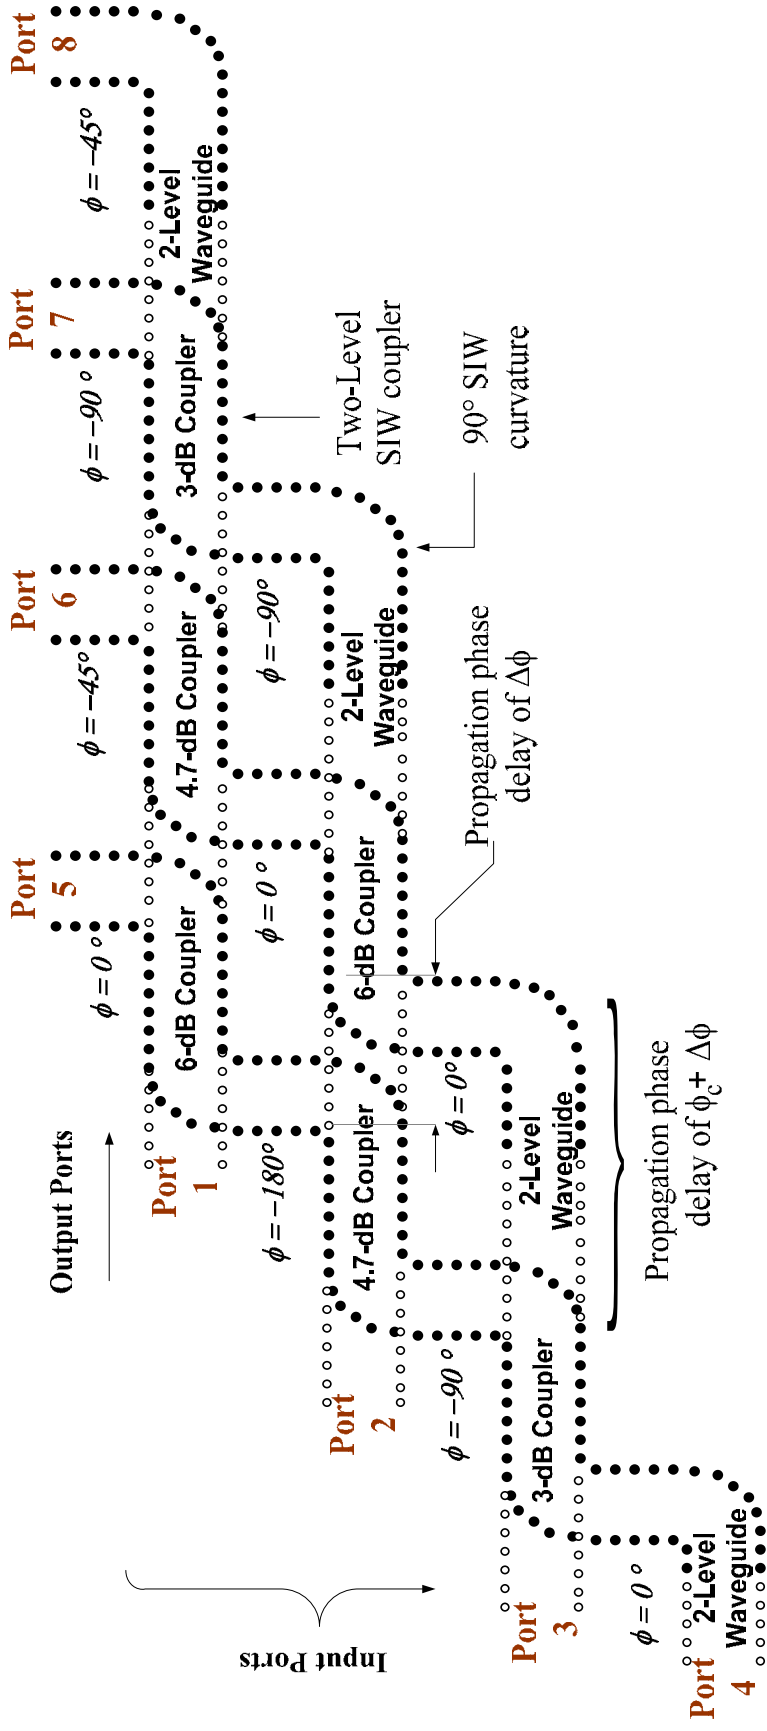 Port
8
ϕ = −45°
2-Level
Waveguide
Port
7
ϕ = −90°
3-dB Coupler
Two-Level
SIW coupler
90° SIW
curvature
Port
6
ϕ = −45°
4.7-dB Coupler
ϕ = −90°
2-Level
Waveguide
Propagation phase
delay of Δϕ
Port
5
ϕ = 0°
6-dB Coupler
ϕ = 0°
6-dB Coupler
ϕ = 0°
2-Level
Waveguide
Propagation phase
delay of ϕc + Δϕ
Output Ports
Port
1
ϕ = −180°
4.7-dB Coupler
Port
2
ϕ = −90°
3-dB Coupler
Port
3
ϕ = 0°
2-Level
Waveguide
Port
4
Input Ports